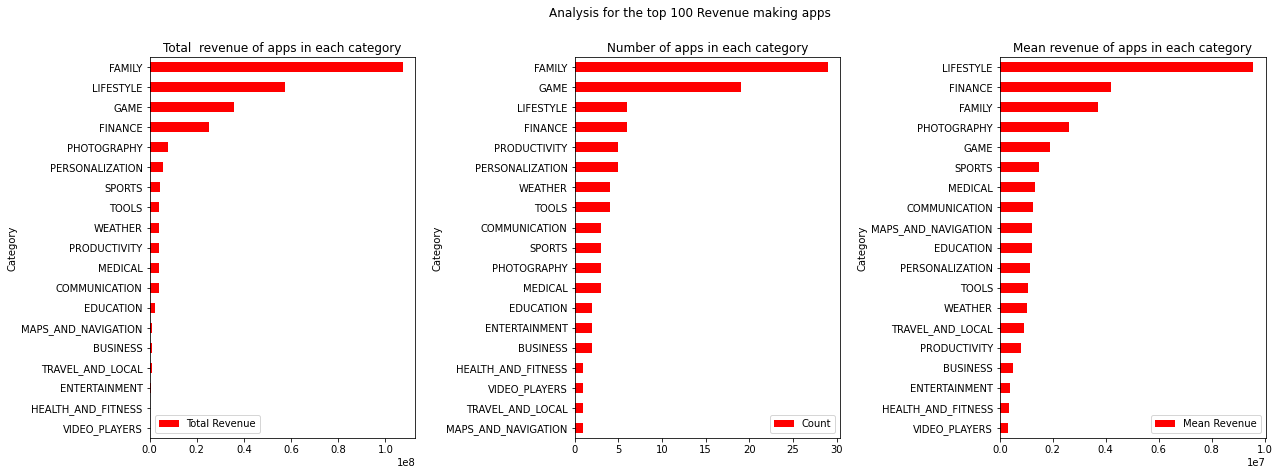 Analysis for the top 100 Revenue making apps
Total  revenue of apps in each category
Category
FAMILY
LIFESTYLE
GAME
FINANCE
PHOTOGRAPHY
PERSONALIZATION
SPORTS
TOOLS
WEATHER
PRODUCTIVITY
MEDICAL
COMMUNICATION
EDUCATION
MAPS_AND_NAVIGATION
BUSINESS
TRAVEL_AND_LOCAL
ENTERTAINMENT
HEALTH_AND_FITNESS
VIDEO_PLAYERS
Total Revenue
0.0 0.2 0.4 0.6 0.8 1.0
1e8
Number of apps in each category
Category
FAMILY
GAME
LIFESTYLE
FINANCE
PRODUCTIVITY
PERSONALIZATION
WEATHER
TOOLS
COMMUNICATION
SPORTS
PHOTOGRAPHY
MEDICAL
EDUCATION
ENTERTAINMENT
BUSINESS
HEALTH_AND_FITNESS
VIDEO_PLAYERS
TRAVEL_AND_LOCAL
MAPS_AND_NAVIGATION
Count
0 5 10 15 20 25 30
Mean revenue of apps in each category
Category
LIFESTYLE
FINANCE
FAMILY
PHOTOGRAPHY
GAME
SPORTS
MEDICAL
COMMUNICATION
MAPS_AND_NAVIGATION
EDUCATION
PERSONALIZATION
TOOLS
WEATHER
TRAVEL_AND_LOCAL
PRODUCTIVITY
BUSINESS
ENTERTAINMENT
HEALTH_AND_FITNESS
VIDEO_PLAYERS
Mean Revenue
0.0 0.2 0.4 0.6 0.8 1.0
1e7